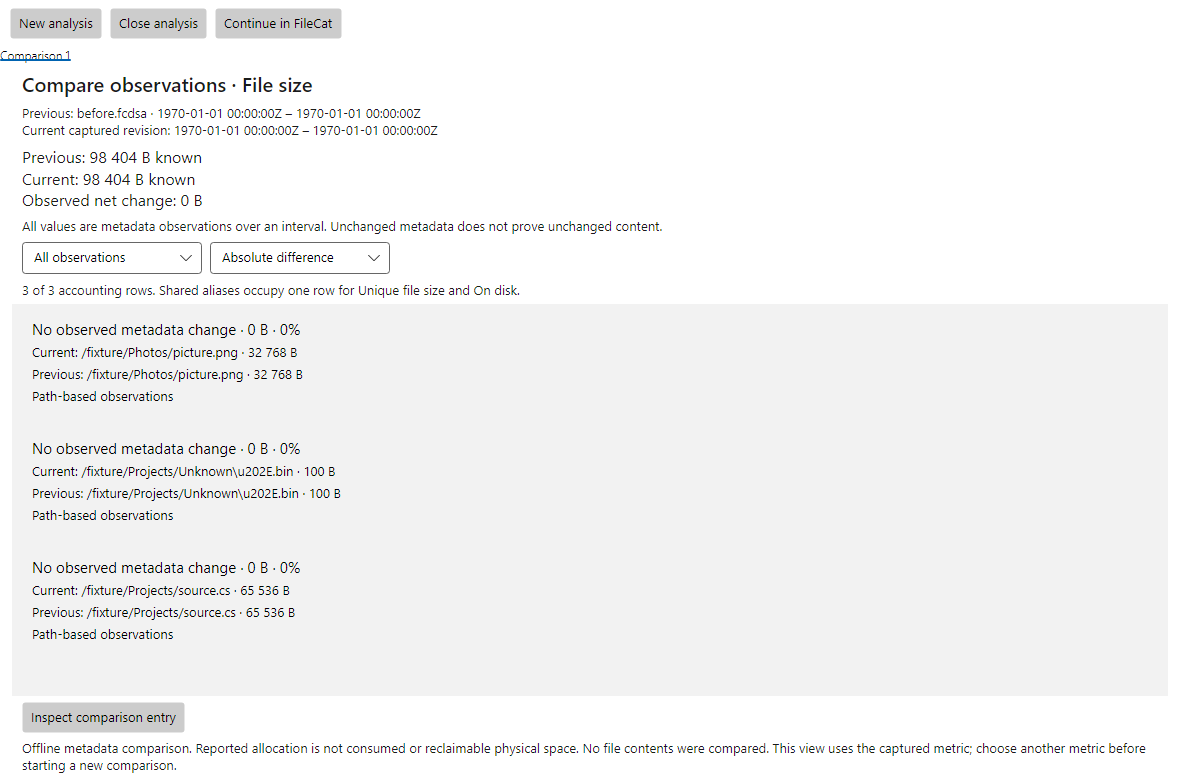 New analysis Close analysis Continue in FileCat
Comparison 1
Compare observations · File size
Previous: before.fcdsa · 1970-01-01 00:00:00Z – 1970-01-01 00:00:00Z
Current captured revision: 1970-01-01 00:00:00Z – 1970-01-01 00:00:00Z
Previous: 98 404 B known
Current: 98 404 B known
Observed net change: 0 B
All values are metadata observations over an interval. Unchanged metadata does not prove unchanged content.
All observations Absolute difference
3 of 3 accounting rows. Shared aliases occupy one row for Unique file size and On disk.
No observed metadata change · 0 B · 0%
Current: /fixture/Photos/picture.png · 32 768 B
Previous: /fixture/Photos/picture.png · 32 768 B
Path-based observations
No observed metadata change · 0 B · 0%
Current: /fixture/Projects/Unknown\u202E.bin · 100 B
Previous: /fixture/Projects/Unknown\u202E.bin · 100 B
Path-based observations
No observed metadata change · 0 B · 0%
Current: /fixture/Projects/source.cs · 65 536 B
Previous: /fixture/Projects/source.cs · 65 536 B
Path-based observations
Inspect comparison entry
Offline metadata comparison. Reported allocation is not consumed or reclaimable physical space. No file contents were compared. This view uses the captured metric; choose another metric before
starting a new comparison.